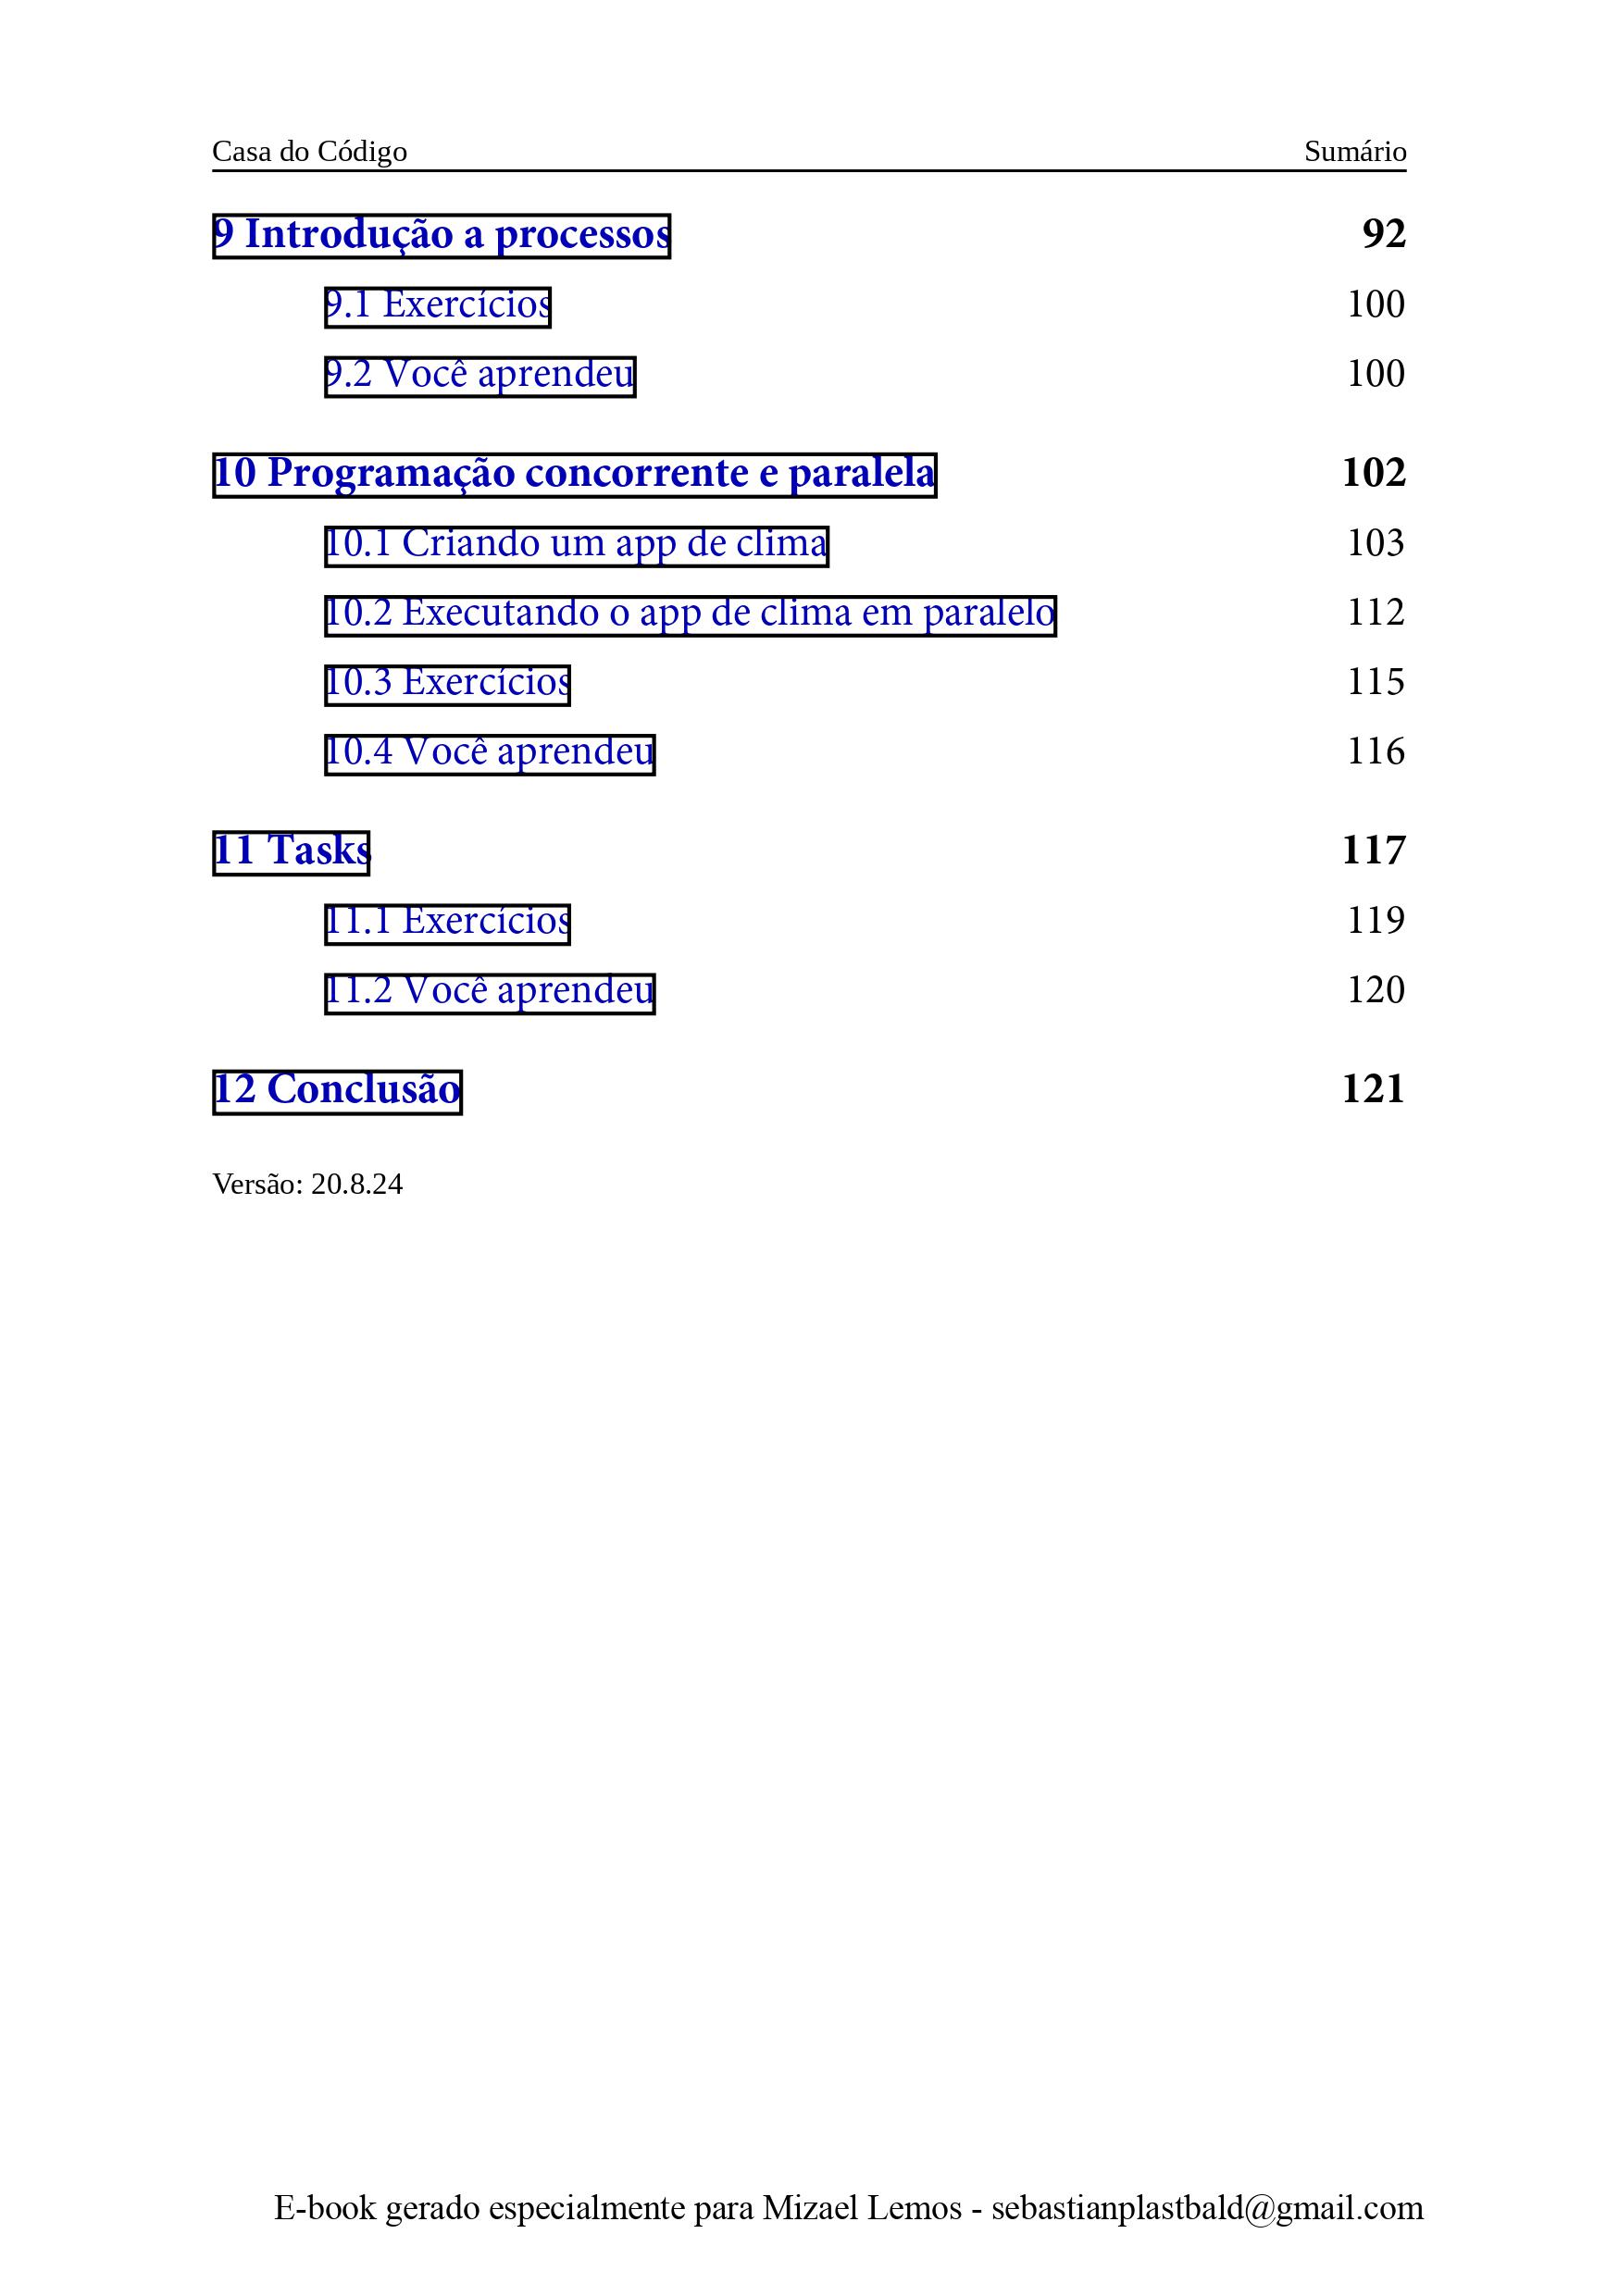 Casa do Código Sumário
9 Introdução a processos 92
9.1 Exercícios 100
9.2 Você aprendeu 100
10 Programação concorrente e paralela 102
10.1 Criando um app de clima 103
10.2 Executando o app de clima em paralelo 112
10.3 Exercícios 115
10.4 Você aprendeu 116
11 Tasks 117
11.1 Exercícios 119
11.2 Você aprendeu 120
12 Conclusão 121
Versão: 20.8.24
E-book gerado especialmente para Mizael Lemos - sebastianplastbald@gmail.com